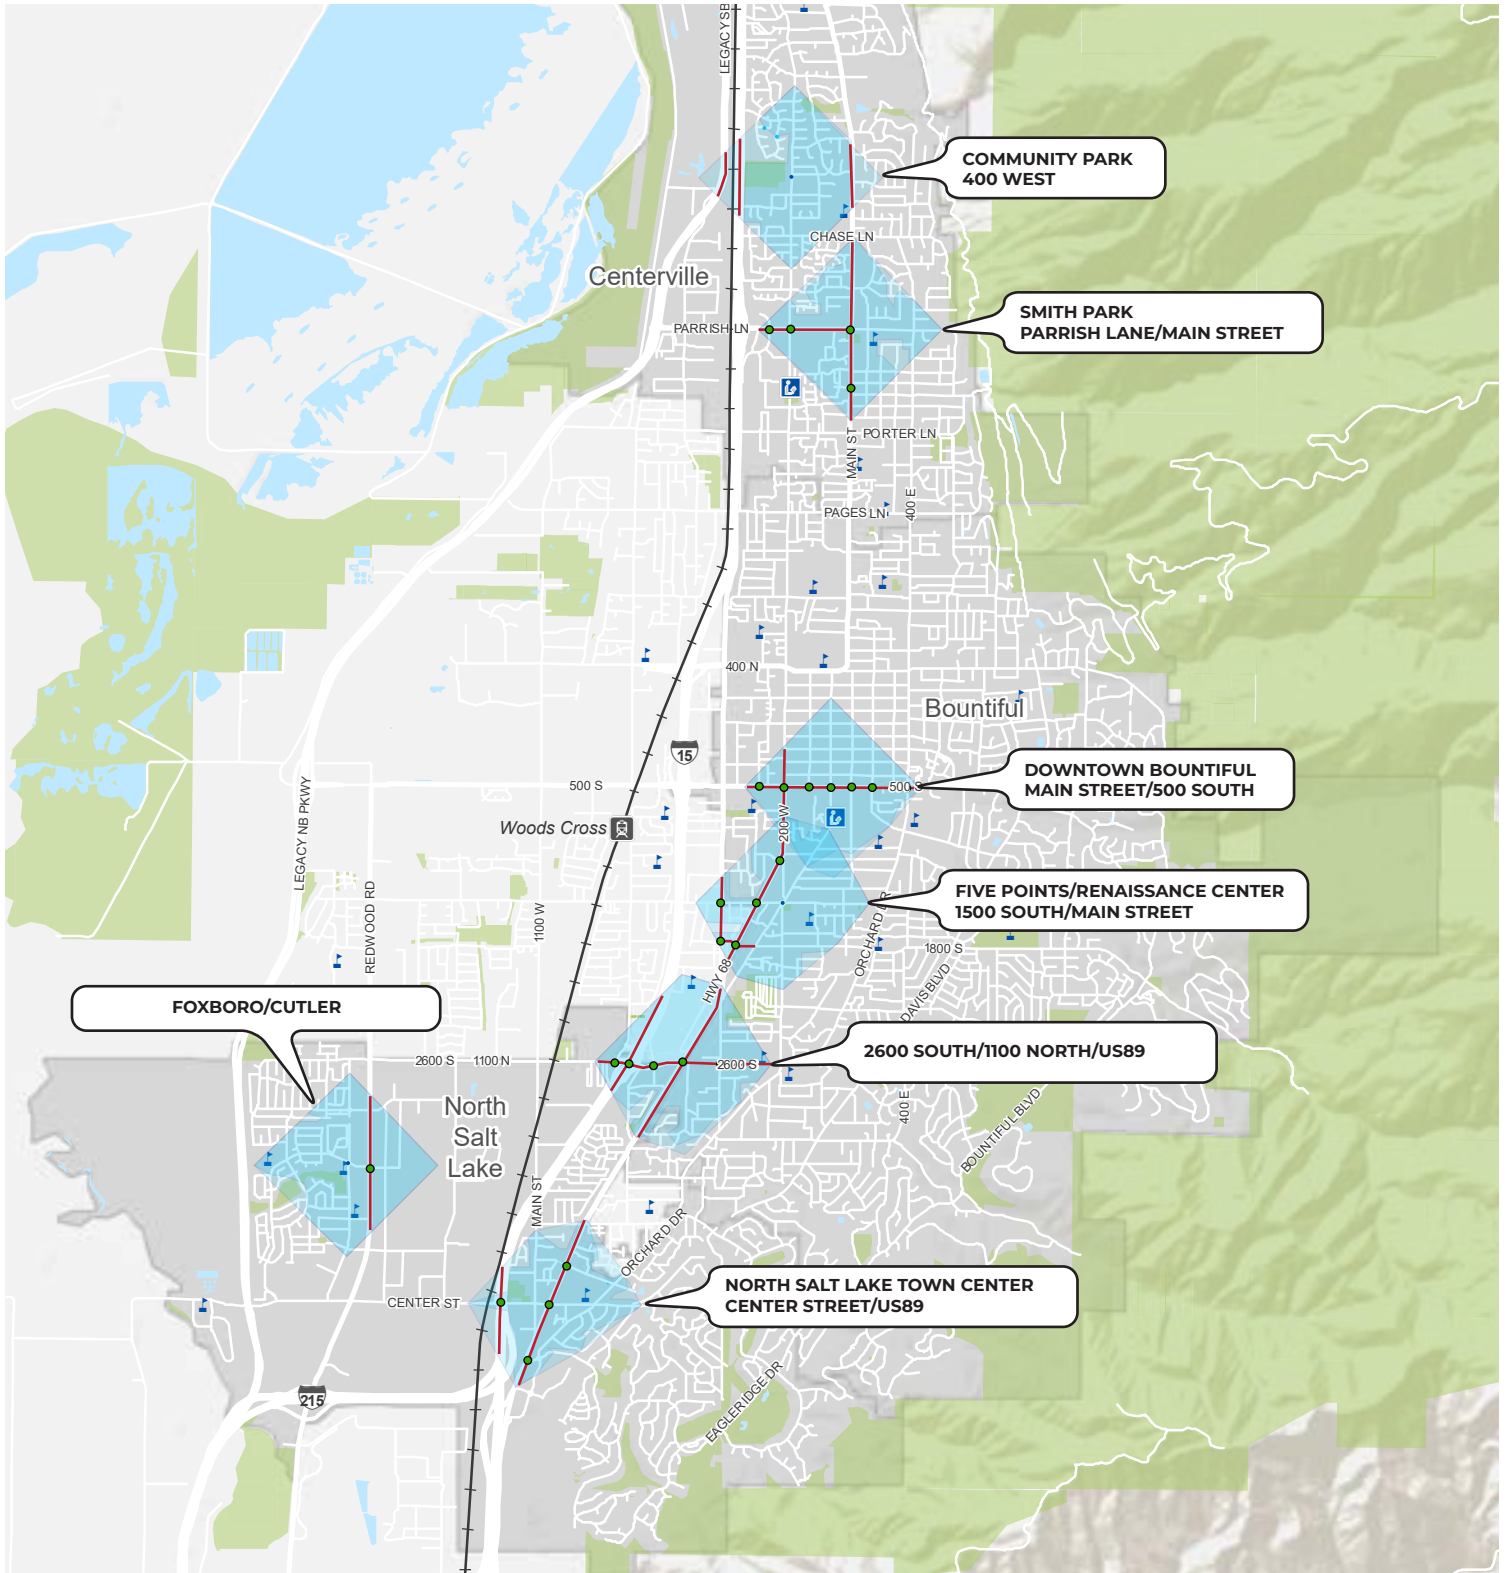 LEGACY SB
COMMUNITY PARK
400 WEST
CHASE LN
Centerville
SMITH PARK
PARRISH LANE/MAIN STREET
PARRISH LN
PORTER LN
MAIN ST
PAGES LN
400 E
400 N
Bountiful
15
DOWNTOWN BOUNTIFUL
MAIN STREET/500 SOUTH
500 S
500 S
LEGACY NB PKWY
Woods Cross
200 W
FIVE POINTS/RENAISSANCE CENTER
1500 SOUTH/MAIN STREET
REDWOOD RD
1100 W
ORCHARD DR
1800 S
HWY 68
DAVIS BLVD
FOXBORO/CUTLER
2600 SOUTH/1100 NORTH/US89
2600 S
1100 N
2600 S
400 E
BOUNTIFUL BLVD
North
Salt
Lake
MAIN ST
ORCHARD DR
NORTH SALT LAKE TOWN CENTER
CENTER STREET/US89
CENTER ST
EAGLERIDGE DR
215